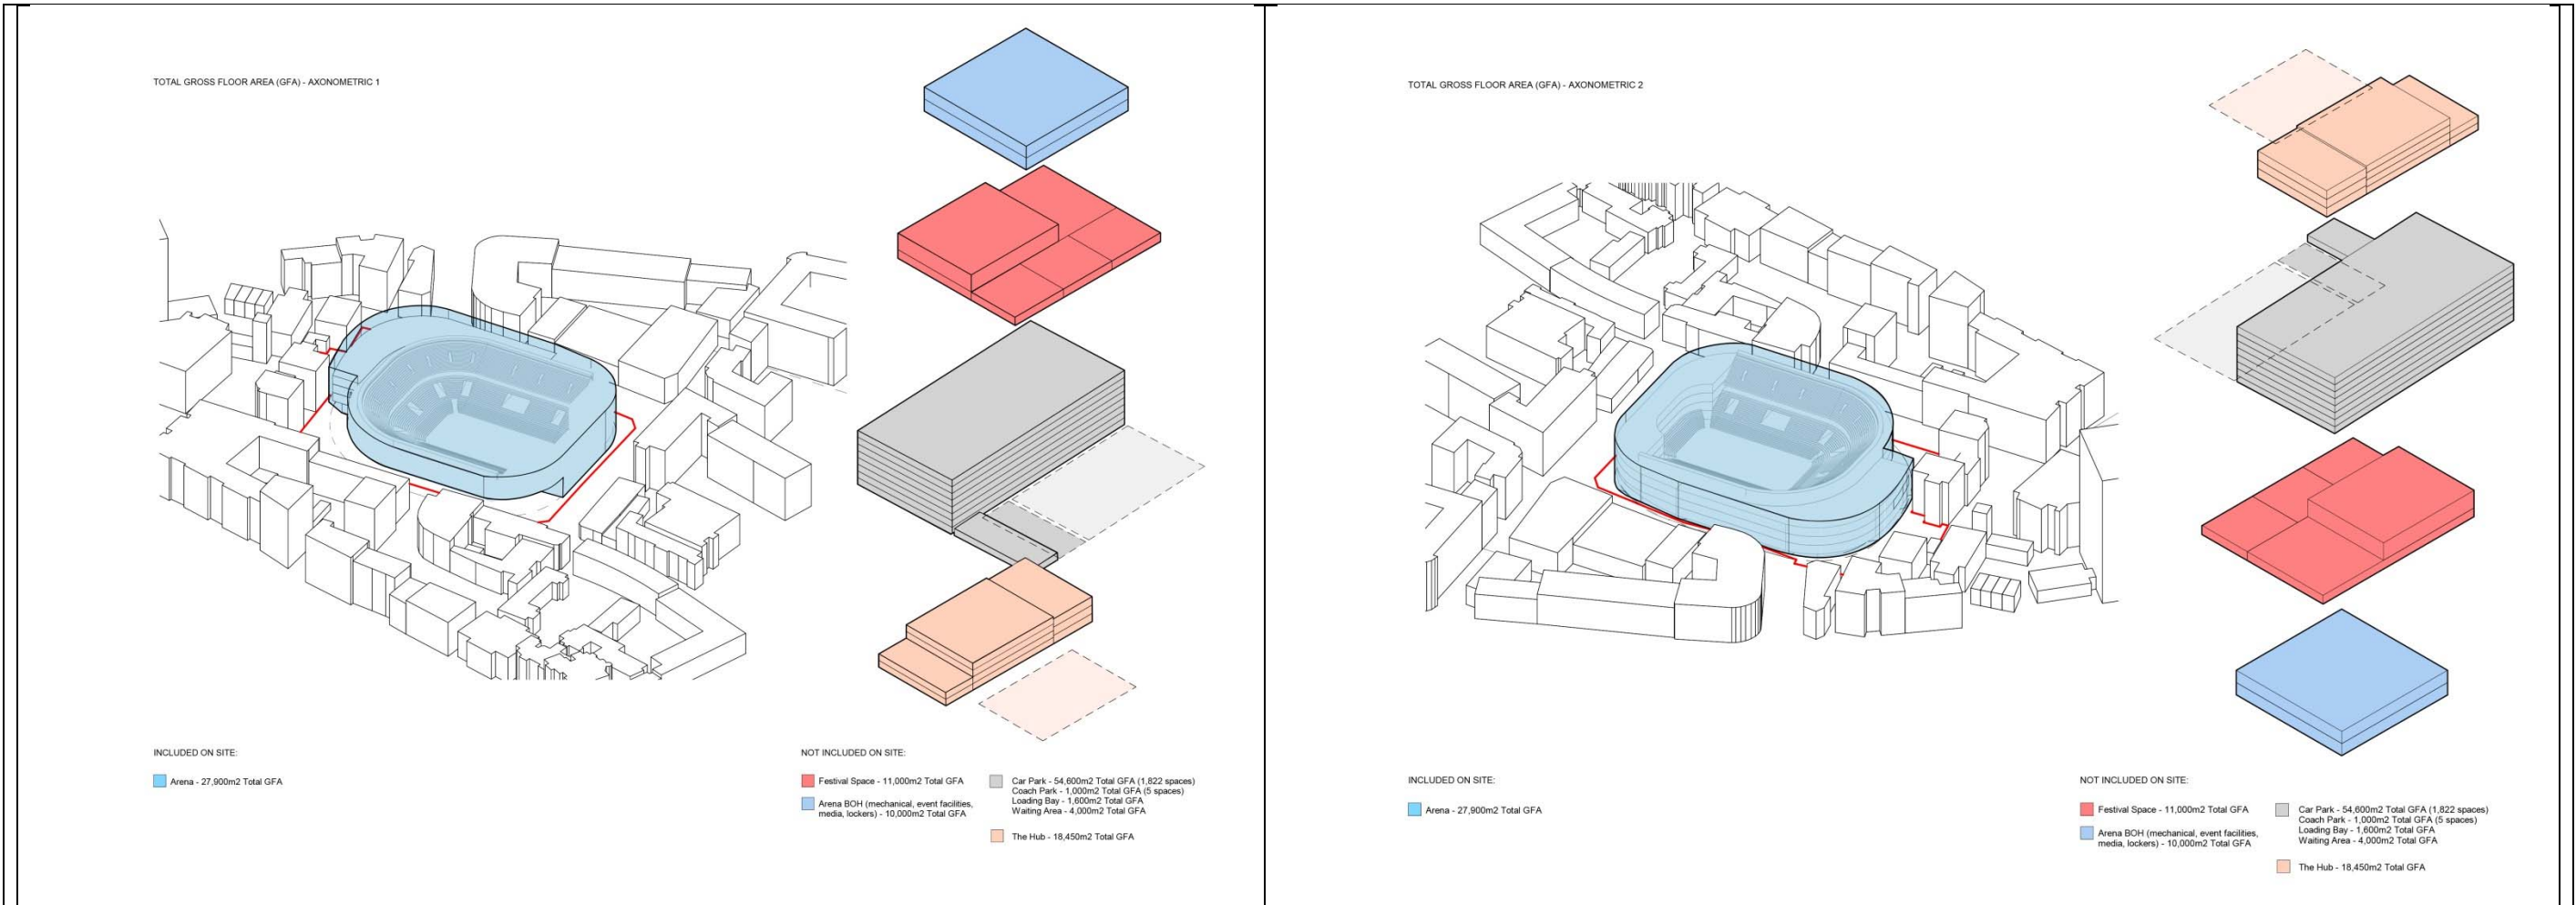 TOTAL GROSS FLOOR AREA (GFA) - AXONOMETRIC 1
INCLUDED ON SITE:
Arena - 27,900m2 Total GFA
NOT INCLUDED ON SITE:
Festival Space - 11,000m2 Total GFA
Arena BOH (mechanical, event facilities,
media, lockers) - 10,000m2 Total GFA
Car Park - 54,600m2 Total GFA (1,822 spaces)
Coach Park - 1,000m2 Total GFA (5 spaces)
Loading Bay - 1,600m2 Total GFA
Waiting Area - 4,000m2 Total GFA
The Hub - 18,450m2 Total GFA
TOTAL GROSS FLOOR AREA (GFA) - AXONOMETRIC 2
INCLUDED ON SITE:
Arena - 27,900m2 Total GFA
NOT INCLUDED ON SITE:
Festival Space - 11,000m2 Total GFA
Arena BOH (mechanical, event facilities,
media, lockers) - 10,000m2 Total GFA
Car Park - 54,600m2 Total GFA (1,822 spaces)
Coach Park - 1,000m2 Total GFA (5 spaces)
Loading Bay - 1,600m2 Total GFA
Waiting Area - 4,000m2 Total GFA
The Hub - 18,450m2 Total GFA